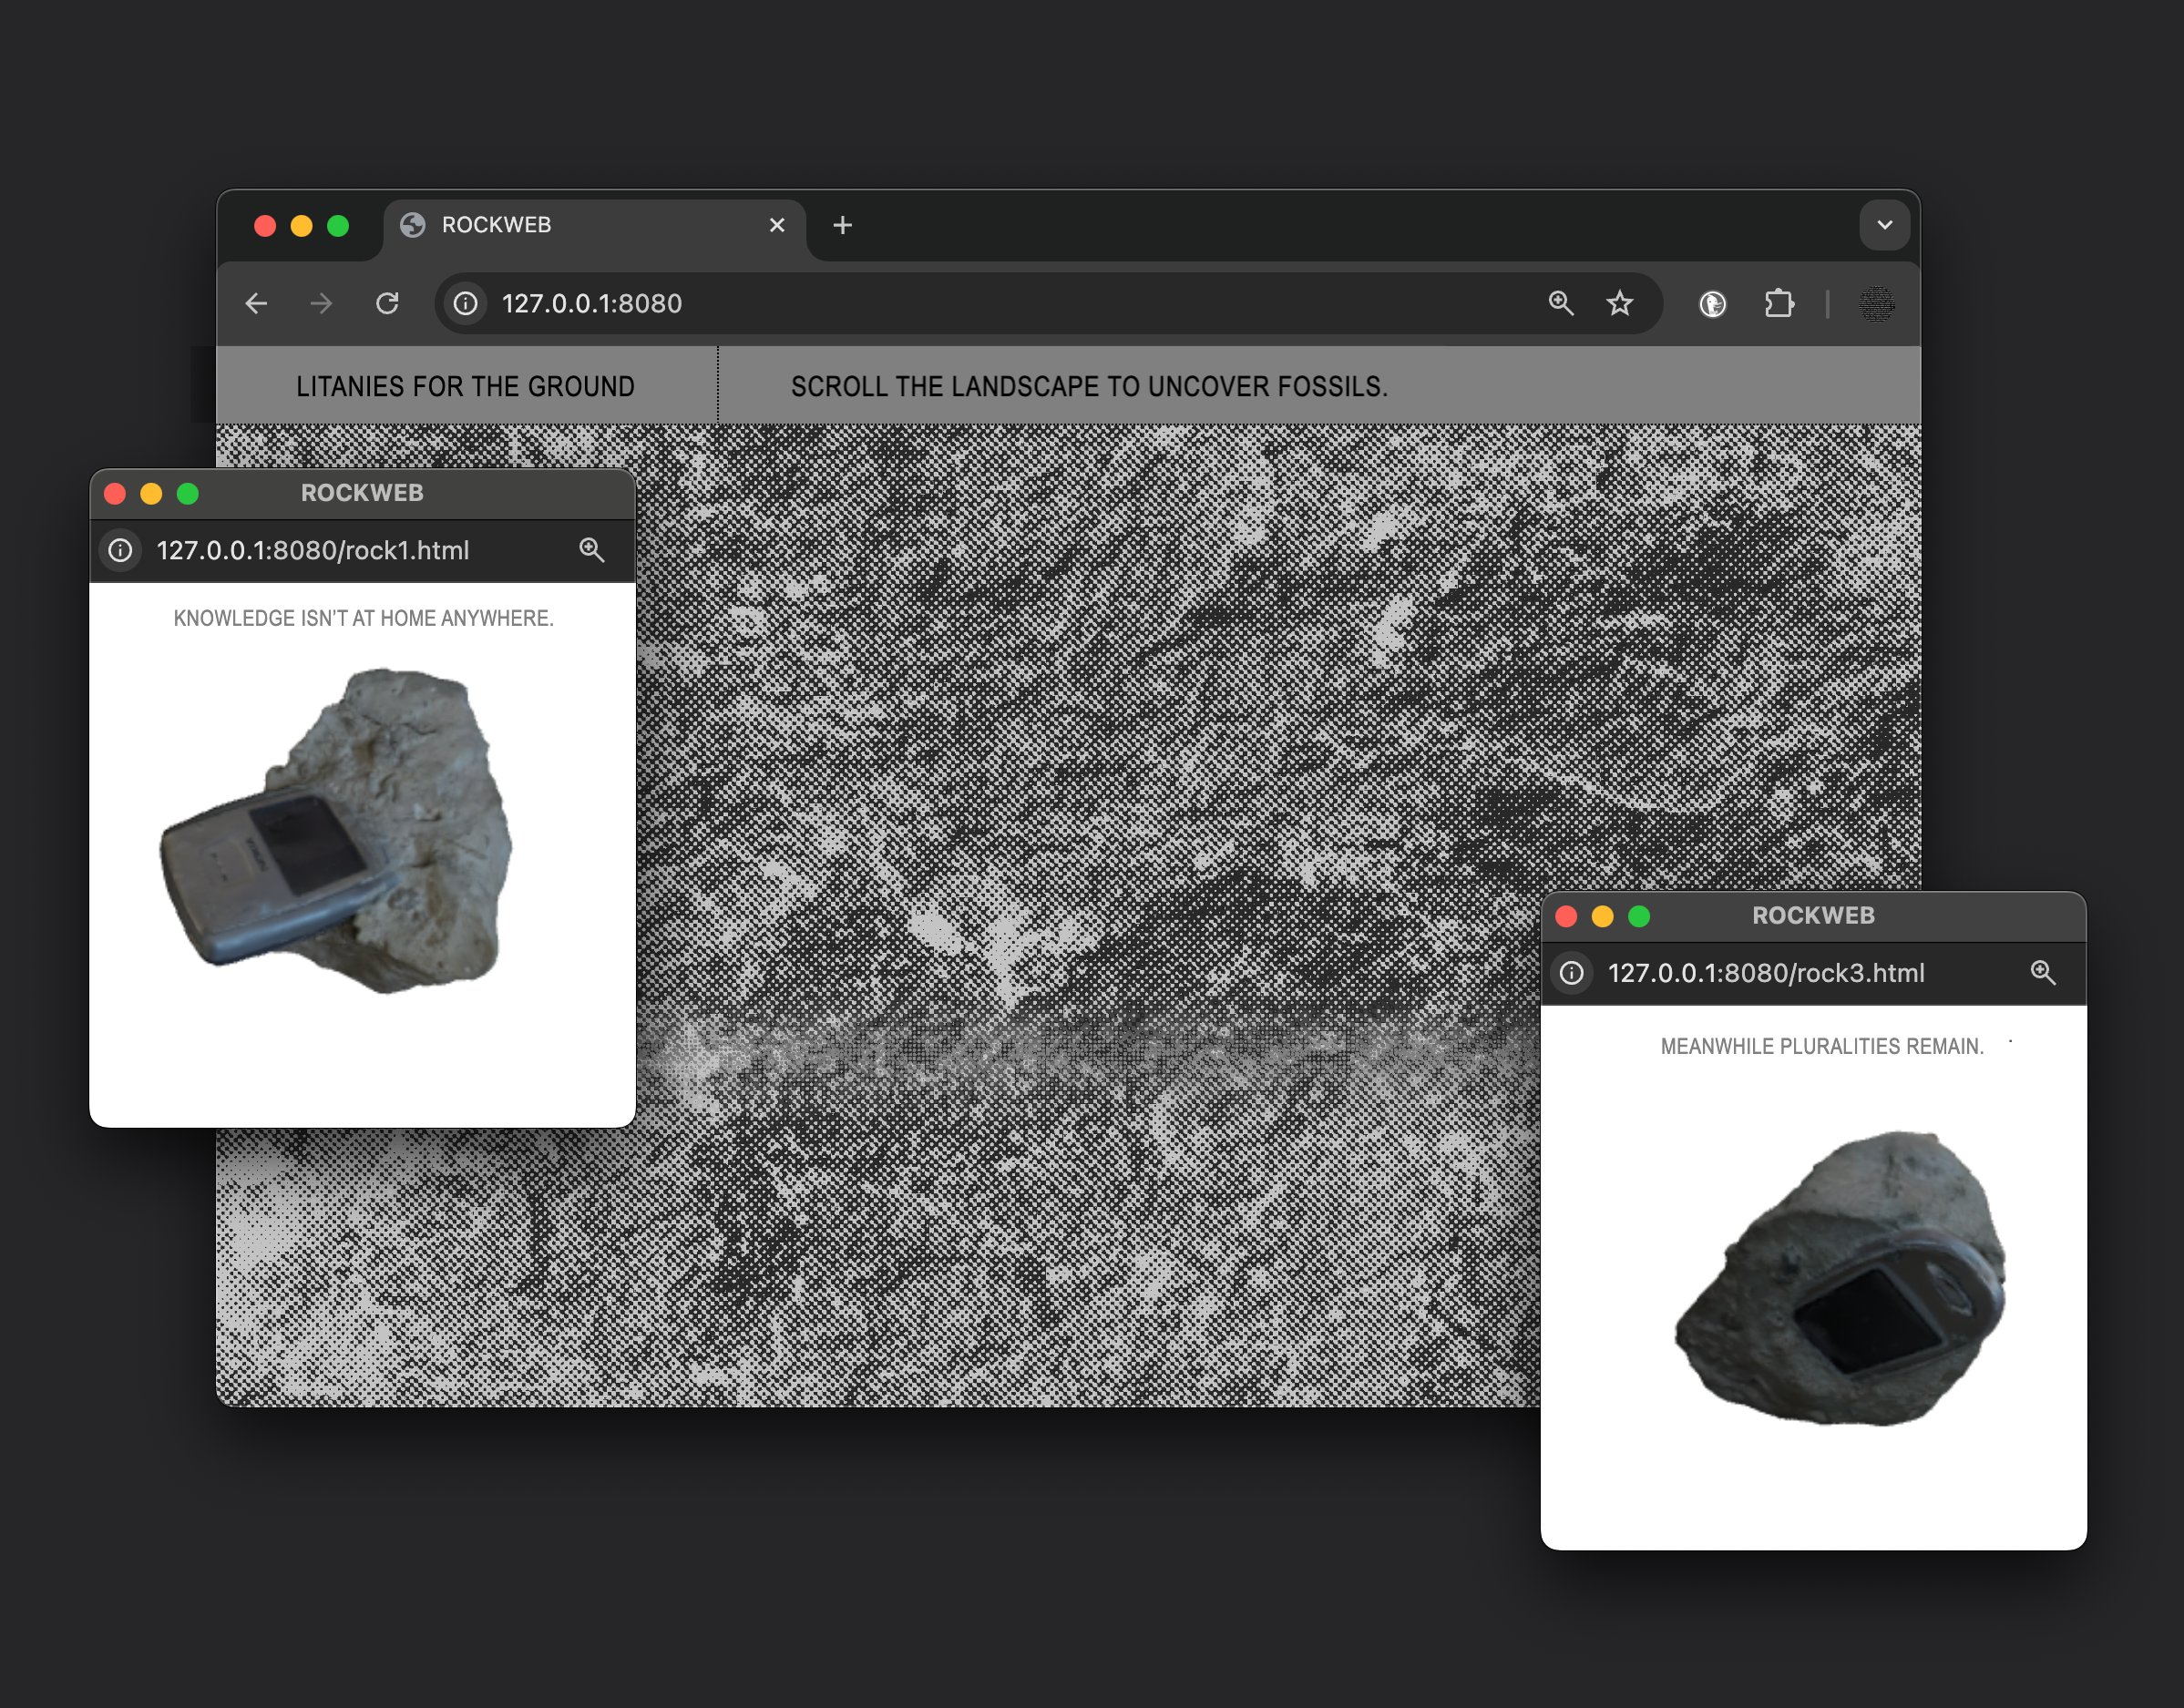 ROCKWEB
127.0.0.1:8080
LITANIES FOR THE GROUND
SCROLL THE LANDSCAPE TO UNCOVER FOSSILS.
ROCKWEB
127.0.0.1:8080/rock1.html
KNOWLEDGE ISN’T AT HOME ANYWHERE.
ROCKWEB
127.0.0.1:8080/rock3.html
MEANWHILE PLURALITIES REMAIN.